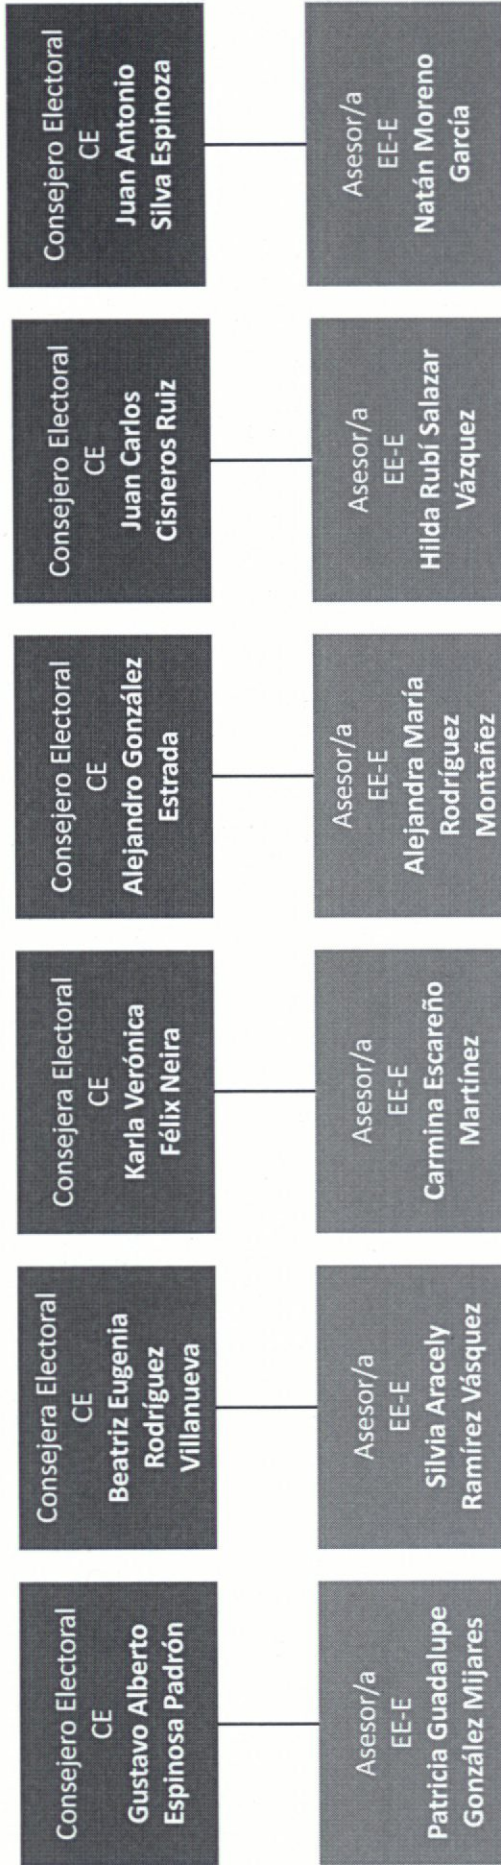 Consejero Electoral
CE
Gustavo Alberto
Espinosa Padrón
Asesor/a
EE-E
Patricia Guadalupe
González Mijares
Consejera Electoral
CE
Beatriz Eugenia
Rodríguez
Villanueva
Asesor/a
EE-E
Silvia Aracely
Ramírez Vásquez
Consejera Electoral
CE
Karla Verónica
Félix Neira
Asesor/a
EE-E
Carmina Escareño
Martínez
Consejero Electoral
CE
Alejandro González
Estrada
Asesor/a
EE-E
Alejandra María
Rodríguez
Montañez
Consejero Electoral
CE
Juan Carlos
Cisneros Ruiz
Asesor/a
EE-E
Hilda Rubí Salazar
Vázquez
Consejero Electoral
CE
Juan Antonio
Silva Espinoza
Asesor/a
EE-E
Natán Moreno
García